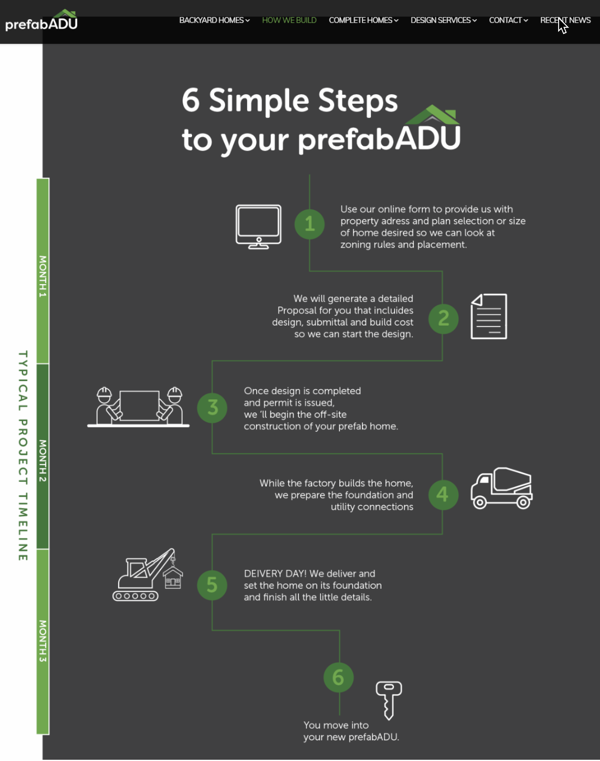 prefabADU
BACKYARD HOMES
HOW WE BUILD
COMPLETE HOMES
DESIGN SERVICES
CONTACT
RECENT NEWS
6 Simple Steps
to your prefabADU
TYPICAL PROJECT TIMELINE
MONTH 1
1
Use our online form to provide us with
property adress and plan selection or size
of home desired so we can look at
zoning rules and placement.
We will generate a detailed
Proposal for you that incluides
design, submittal and build cost
so we can start the design.
2
MONTH 2
3
Once design is completed
and permit is issued,
we 'll begin the off-site
construction of your prefab home.
While the factory builds the home,
we prepare the foundation and
utility connections
4
MONTH 3
5
DEIVERY DAY! We deliver and
set the home on its foundation
and finish all the little details.
6
You move into
your new prefabADU.